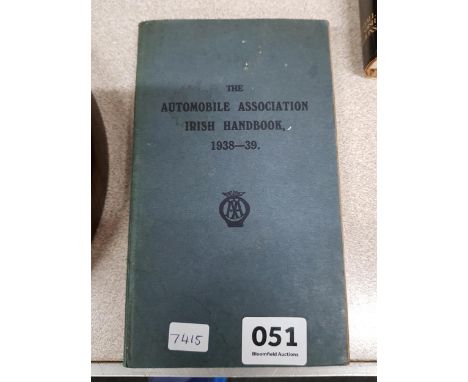 THE
AUTOMOBILE ASSOCIATION
IRISH HANDBOOK,
1938—39.
AA
7415
051
Bloomfield Auctions